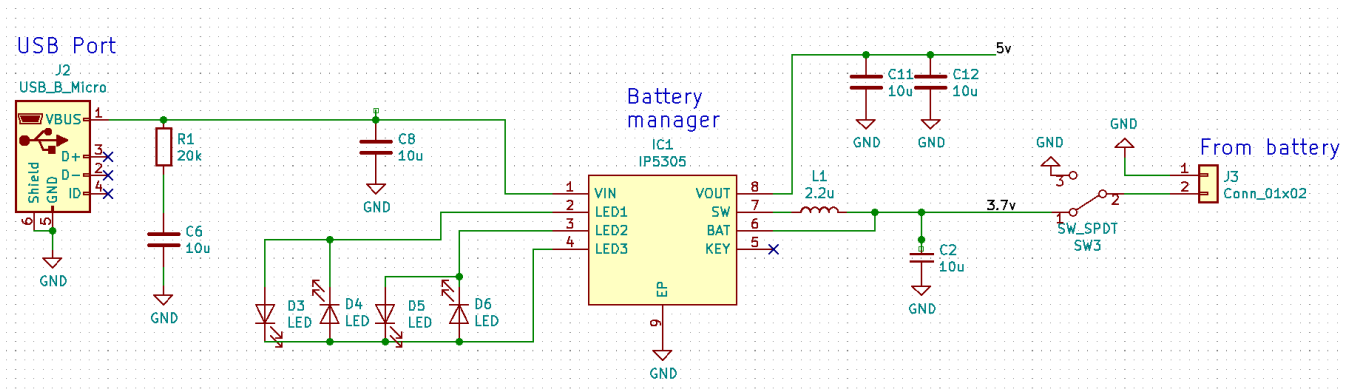 USB Port
J2
USB_B_Micro
VBUS
1
D+
3
D-
2
ID
4
Shield
GND
6
5
GND
R1
20k
C6
10u
GND
C8
10u
GND
D3
LED
D4
LED
D5
LED
D6
LED
Battery
manager
IC1
IP5305
1
VIN
2
LED1
3
LED2
4
LED3
VOUT
8
SW
7
BAT
6
KEY
5
EP
9
GND
5v
C11
10u
GND
C12
10u
GND
L1
2.2u
3.7v
C2
10u
GND
GND
3
2
1
SW_SPDT
SW3
GND
From battery
1
2
J3
Conn_01x02